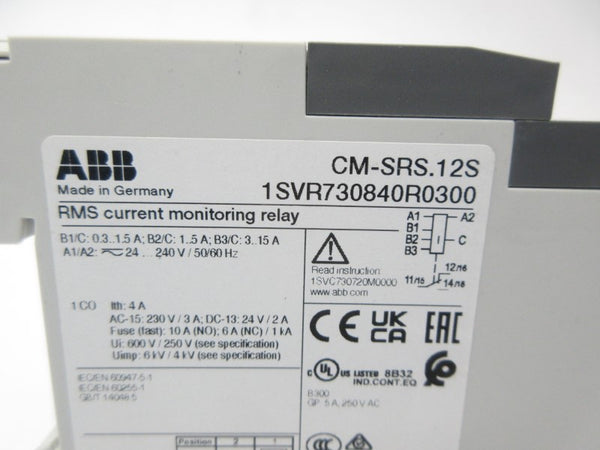 ABB
CM-SRS.12S
Made in Germany
1SVR730840R0300
RMS current monitoring relay
B1/C: 0.3...1.5 A; B2/C: 1...5 A; B3/C: 3...15 A
A1/A2: 24 ... 240 V / 50/60 Hz
Read instruction
1SVC730720M0000
www.abb.com
A1
A2
B1
B2
C
B3
12/16
11/15
14/18
1 CO Ith: 4 A
AC-15: 230 V / 3 A; DC-13: 24 V / 2 A
Fuse (fast): 10 A (NO); 6 A (NC) / 1 kA
Ui: 600 V / 250 V (see specification)
Uimp: 6 kV / 4 kV (see specification)
CE UK CA EAC
C UL US LISTED 8B32
IND.CONT.EQ
B300
GP: 5 A, 250 V AC
IEC/EN 60947-5-1
IEC/EN 60255-1
GB/T 14048.5
Position 2 1
CCC